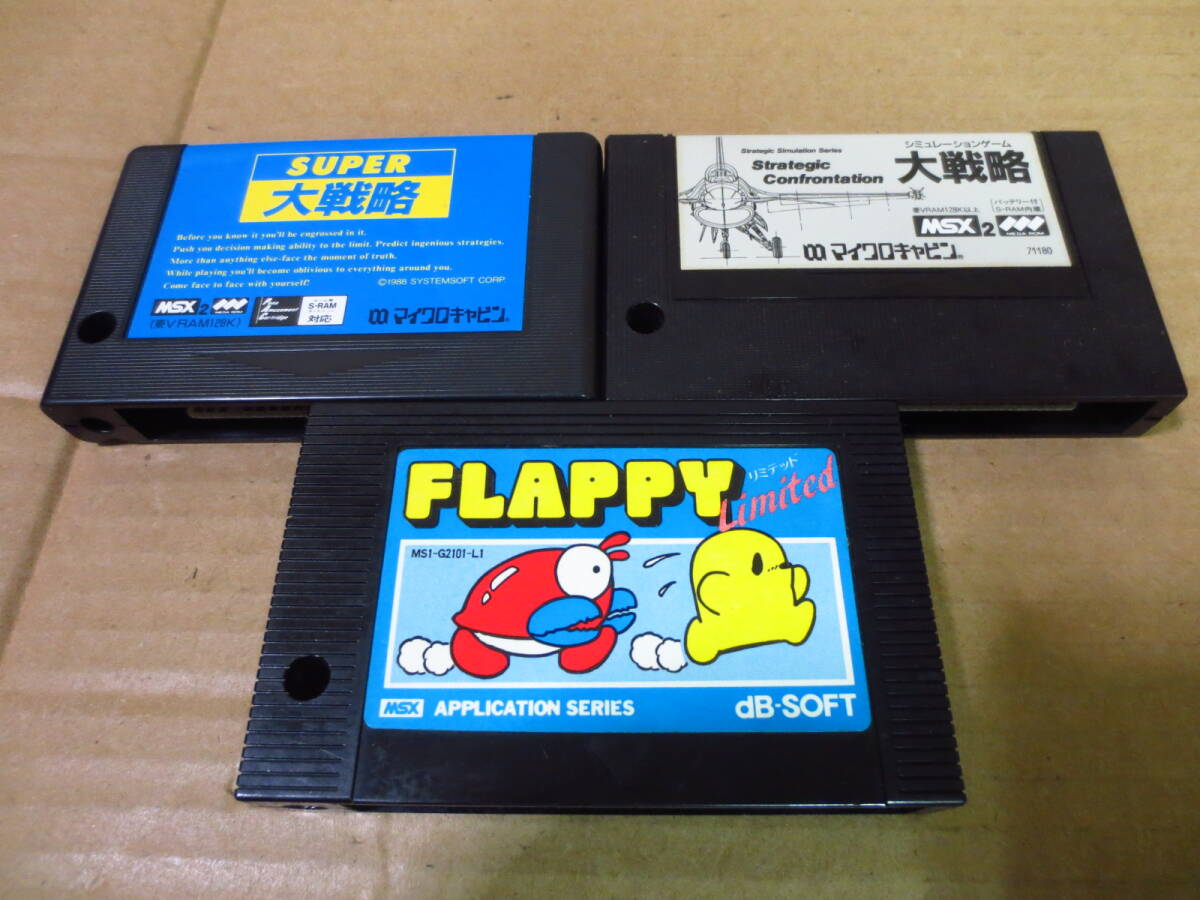 SUPER
大戦略
Before you know it you'll be engrossed in it.
Push you decision making ability to the limit. Predict ingenious strategies.
More than anything else-face the moment of truth.
While playing you'll become oblivious to everything around you.
Come face to face with yourself!
©1988 SYSTEMSOFT CORP.
MSX2 MEGA ROM
S-RAM
対応
(要VRAM128K)
マイクロキャビン®
Strategic Simulation Series
Strategic
Confrontation
シミュレーションゲーム
大戦略
要VRAM128K以上
バッテリー付
S-RAM内蔵
MSX2 MEGA ROM
マイクロキャビン®
71180
FLAPPY
リミテッド
Limited
MS1-G2101-L1
MSX APPLICATION SERIES
dB-SOFT